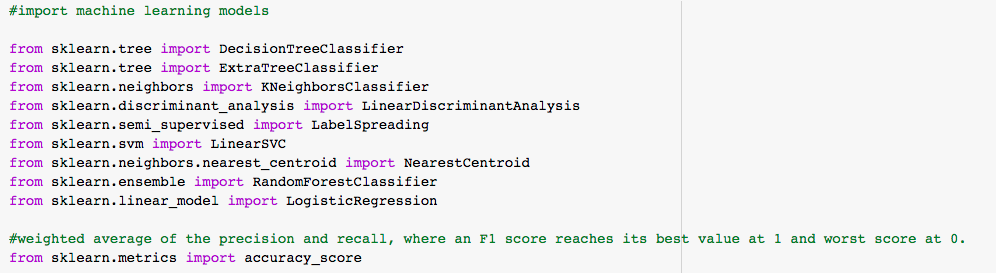 #import machine learning models
from sklearn.tree import DecisionTreeClassifier
from sklearn.tree import ExtraTreeClassifier
from sklearn.neighbors import KNeighborsClassifier
from sklearn.discriminant_analysis import LinearDiscriminantAnalysis
from sklearn.semi_supervised import LabelSpreading
from sklearn.svm import LinearSVC
from sklearn.neighbors.nearest_centroid import NearestCentroid
from sklearn.ensemble import RandomForestClassifier
from sklearn.linear_model import LogisticRegression
#weighted average of the precision and recall, where an F1 score reaches its best value at 1 and worst score at 0.
from sklearn.metrics import accuracy_score